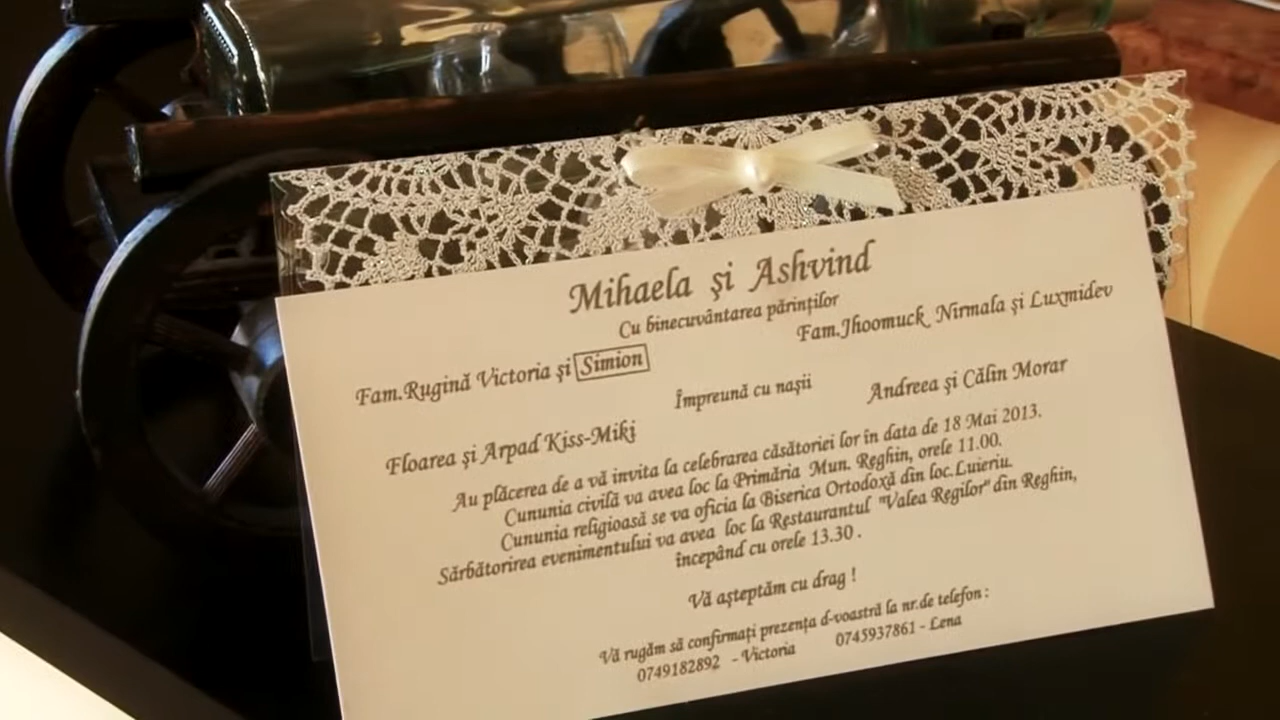 Mihaela şi Ashvind
Cu binecuvântarea părinţilor
Fam.Rugină Victoria şi Simion
Fam.Jhoomuck Nirmala şi Luxmidev
Împreună cu naşii
Floarea şi Arpad Kiss-Miki
Andreea şi Călin Morar
Au plăcerea de a vă invita la celebrarea căsătoriei lor în data de 18 Mai 2013.
Cununia civilă va avea loc la Primăria Mun. Reghin, orele 11.00.
Cununia religioasă se va oficia la Biserica Ortodoxă din loc.Luieriu.
Sărbătorirea evenimentului va avea loc la Restaurantul "Valea Regilor" din Reghin,
începând cu orele 13.30 .
Vă aşteptăm cu drag !
Vă rugăm să confirmaţi prezenţa d-voastră la nr.de telefon :
0749182892 - Victoria 0745937861 - Lena